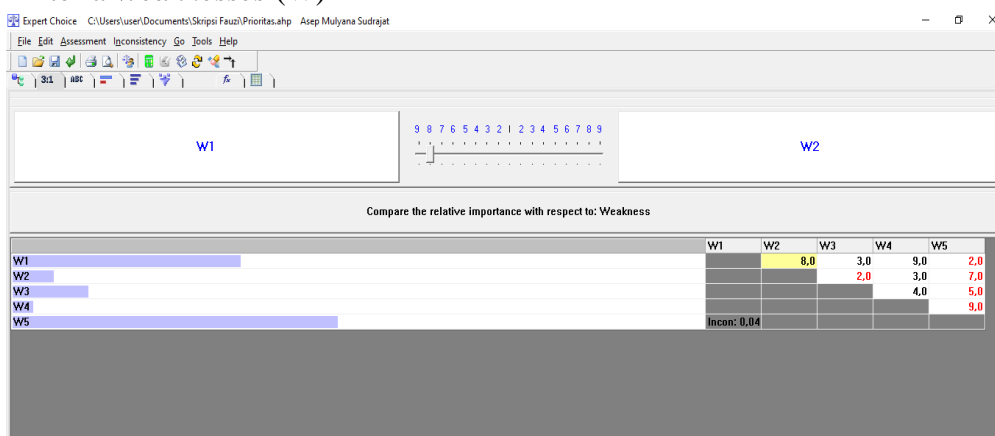 Expert Choice C:\Users\user\Documents\Skripsi Fauzi\Prioritas.ahp Asep Mulyana Sudrajat
File Edit Assessment Inconsistency Go Tools Help
3:1 ABC fx
9 8 7 6 5 4 3 2 1 2 3 4 5 6 7 8 9
W1 W2
Compare the relative importance with respect to: Weakness
W1 W2 W3 W4 W5
W1 8,0 3,0 9,0 2,0
W2 2,0 3,0 7,0
W3 4,0 5,0
W4 9,0
W5 Incon: 0,04